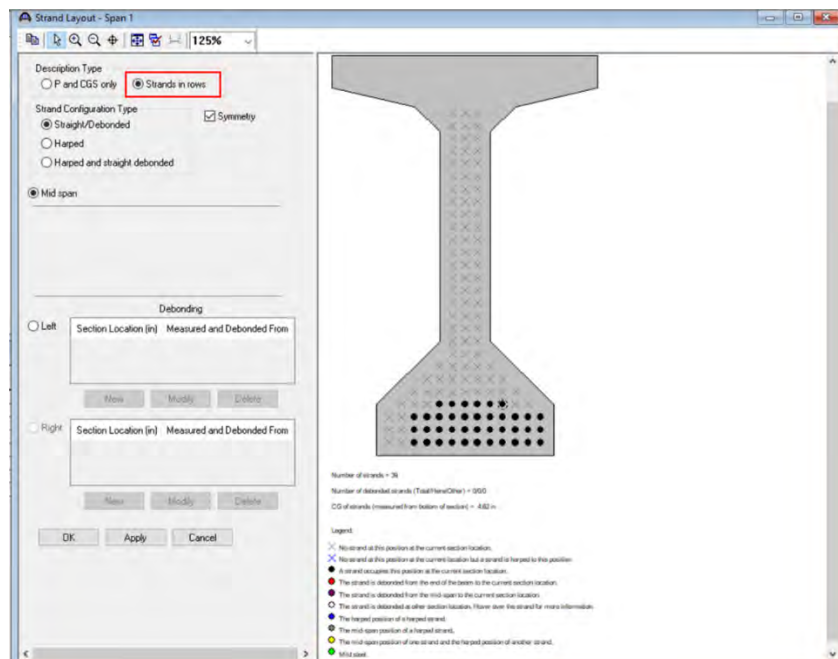 Strand Layout - Span 1
125%
Description Type
P and CGS only
Strands in rows
Strand Configuration Type
Symmetry
Straight/Debonded
Harped
Harped and straight debonded
Mid span
Debonding
Left
Section Location (in) Measured and Debonded From
New Modify Delete
Right
Section Location (in) Measured and Debonded From
New Modify Delete
OK Apply Cancel
Number of strands = 36
Number of debonded strands (Total/Horiz/Other) = 0/0/0
CG of strands (measured from bottom of section) = 4.82 in
Legend:
No strand at this position at the current section location.
No strand at this position at the current location but a strand is harped to this position
A strand occupies this position at the current section location.
The strand is debonded from the end of the beam to the current section location.
The strand is debonded from the mid-span to the current section location.
The strand is debonded at other section location, Hover over the strand for more information
The harped position of a harped strand.
The mid-span position of a harped strand.
The mid-span position of one strand and the harped position of another strand.
Mild steel.